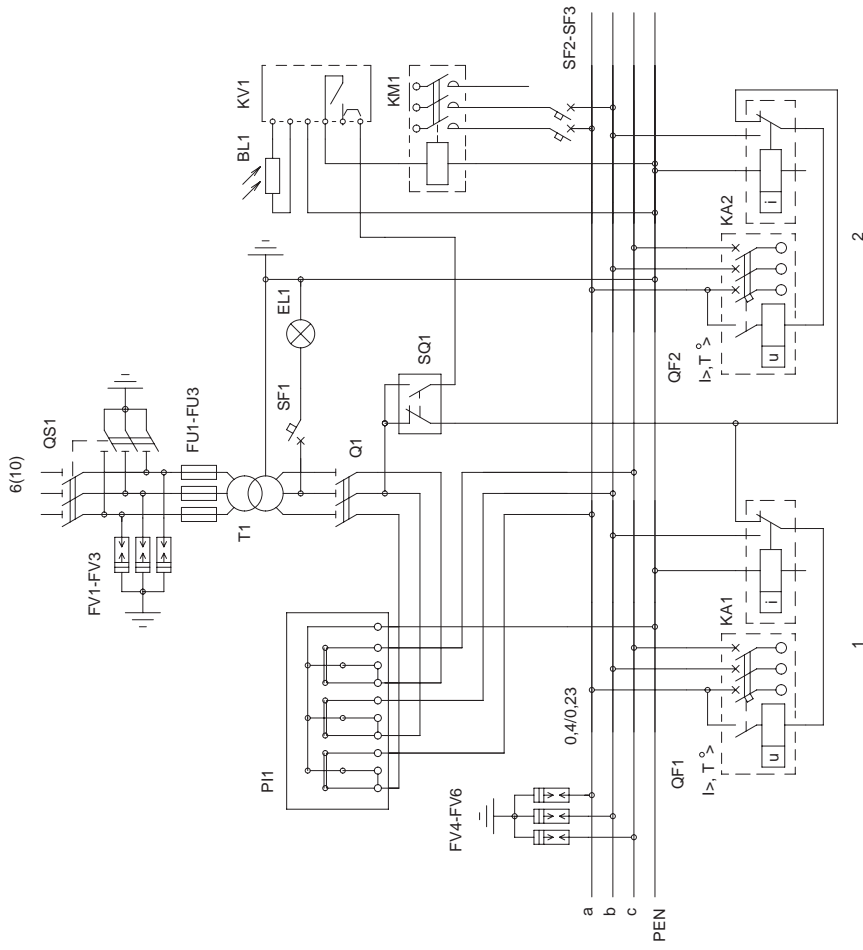 6(10)
QS1
FV1-FV3
FU1-FU3
T1
SF1
EL1
Q1
SQ1
BL1
KV1
KM1
SF2-SF3
PI1
FV4-FV6
0,4/0,23
a
b
c
PEN
QF1
I>, T°>
u
KA1
i
1
QF2
I>, T°>
u
KA2
i
2